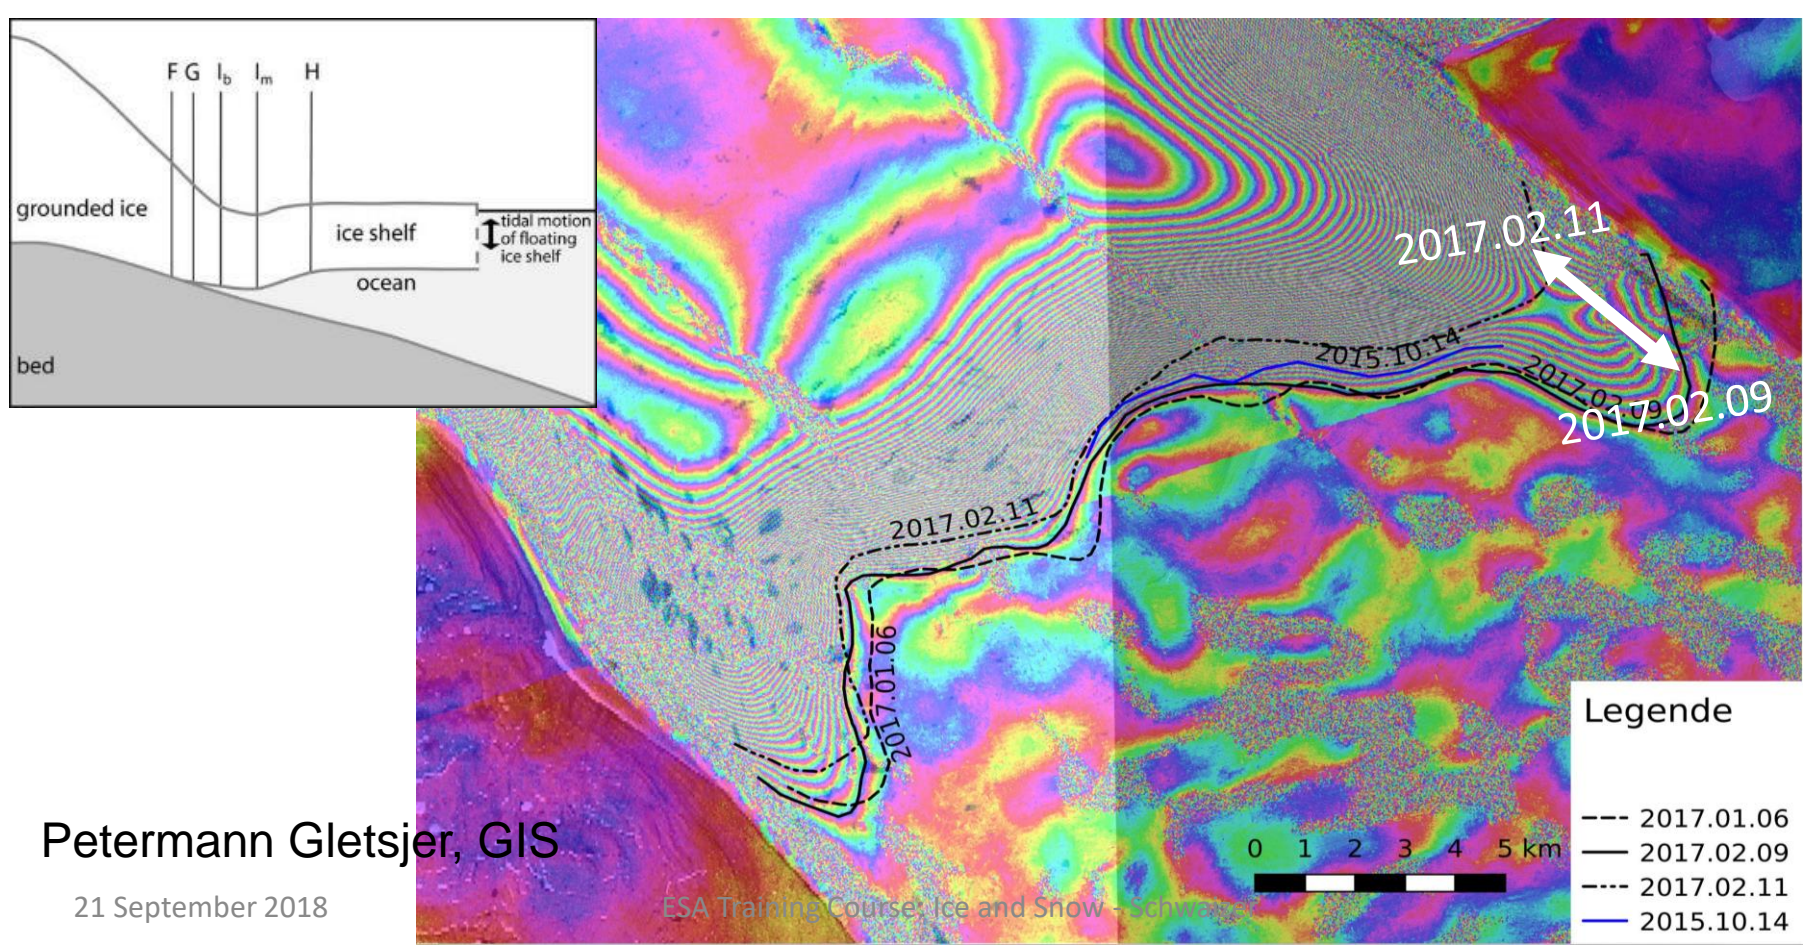 F G Ib Im H
grounded ice
ice shelf
tidal motion
of floating
ice shelf
ocean
bed
2017.02.11
2015.10.14
2017.02.09
2017.02.09
2017.02.11
2017.01.06
Legende
2017.01.06
2017.02.09
2017.02.11
2015.10.14
0 1 2 3 4 5 km
Petermann Gletsjer, GIS
21 September 2018
ESA Training Course: Ice and Snow -